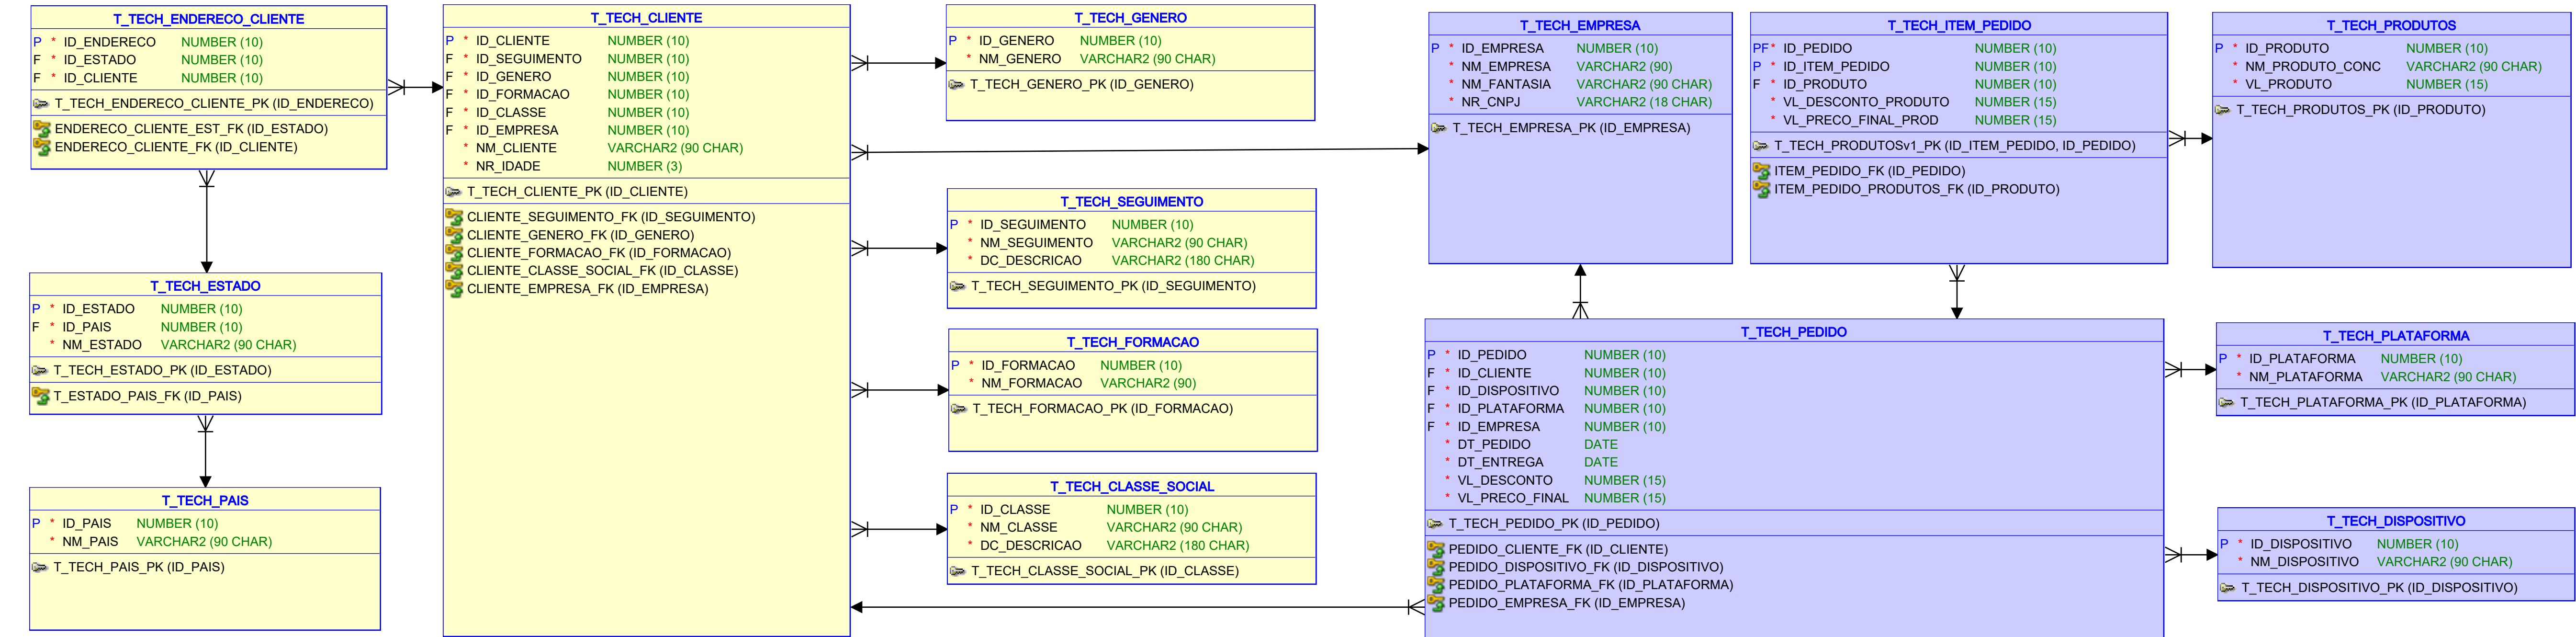 T_TECH_ENDERECO_CLIENTE
P * ID_ENDERECO NUMBER (10)
F * ID_ESTADO NUMBER (10)
F * ID_CLIENTE NUMBER (10)
T_TECH_ENDERECO_CLIENTE_PK (ID_ENDERECO)
ENDERECO_CLIENTE_EST_FK (ID_ESTADO)
ENDERECO_CLIENTE_FK (ID_CLIENTE)
T_TECH_ESTADO
P * ID_ESTADO NUMBER (10)
F * ID_PAIS NUMBER (10)
* NM_ESTADO VARCHAR2 (90 CHAR)
T_TECH_ESTADO_PK (ID_ESTADO)
T_ESTADO_PAIS_FK (ID_PAIS)
T_TECH_PAIS
P * ID_PAIS NUMBER (10)
* NM_PAIS VARCHAR2 (90 CHAR)
T_TECH_PAIS_PK (ID_PAIS)
T_TECH_CLIENTE
P * ID_CLIENTE NUMBER (10)
F * ID_SEGUIMENTO NUMBER (10)
F * ID_GENERO NUMBER (10)
F * ID_FORMACAO NUMBER (10)
F * ID_CLASSE NUMBER (10)
F * ID_EMPRESA NUMBER (10)
* NM_CLIENTE VARCHAR2 (90 CHAR)
* NR_IDADE NUMBER (3)
T_TECH_CLIENTE_PK (ID_CLIENTE)
CLIENTE_SEGUIMENTO_FK (ID_SEGUIMENTO)
CLIENTE_GENERO_FK (ID_GENERO)
CLIENTE_FORMACAO_FK (ID_FORMACAO)
CLIENTE_CLASSE_SOCIAL_FK (ID_CLASSE)
CLIENTE_EMPRESA_FK (ID_EMPRESA)
T_TECH_GENERO
P * ID_GENERO NUMBER (10)
* NM_GENERO VARCHAR2 (90 CHAR)
T_TECH_GENERO_PK (ID_GENERO)
T_TECH_SEGUIMENTO
P * ID_SEGUIMENTO NUMBER (10)
* NM_SEGUIMENTO VARCHAR2 (90 CHAR)
* DC_DESCRICAO VARCHAR2 (180 CHAR)
T_TECH_SEGUIMENTO_PK (ID_SEGUIMENTO)
T_TECH_FORMACAO
P * ID_FORMACAO NUMBER (10)
* NM_FORMACAO VARCHAR2 (90)
T_TECH_FORMACAO_PK (ID_FORMACAO)
T_TECH_CLASSE_SOCIAL
P * ID_CLASSE NUMBER (10)
* NM_CLASSE VARCHAR2 (90 CHAR)
* DC_DESCRICAO VARCHAR2 (180 CHAR)
T_TECH_CLASSE_SOCIAL_PK (ID_CLASSE)
T_TECH_EMPRESA
P * ID_EMPRESA NUMBER (10)
* NM_EMPRESA VARCHAR2 (90)
* NM_FANTASIA VARCHAR2 (90 CHAR)
* NR_CNPJ VARCHAR2 (18 CHAR)
T_TECH_EMPRESA_PK (ID_EMPRESA)
T_TECH_ITEM_PEDIDO
PF* ID_PEDIDO NUMBER (10)
P * ID_ITEM_PEDIDO NUMBER (10)
F * ID_PRODUTO NUMBER (10)
* VL_DESCONTO_PRODUTO NUMBER (15)
* VL_PRECO_FINAL_PROD NUMBER (15)
T_TECH_PRODUTOSv1_PK (ID_ITEM_PEDIDO, ID_PEDIDO)
ITEM_PEDIDO_FK (ID_PEDIDO)
ITEM_PEDIDO_PRODUTOS_FK (ID_PRODUTO)
T_TECH_PRODUTOS
P * ID_PRODUTO NUMBER (10)
* NM_PRODUTO_CONC VARCHAR2 (90 CHAR)
* VL_PRODUTO NUMBER (15)
T_TECH_PRODUTOS_PK (ID_PRODUTO)
T_TECH_PEDIDO
P * ID_PEDIDO NUMBER (10)
F * ID_CLIENTE NUMBER (10)
F * ID_DISPOSITIVO NUMBER (10)
F * ID_PLATAFORMA NUMBER (10)
F * ID_EMPRESA NUMBER (10)
* DT_PEDIDO DATE
* DT_ENTREGA DATE
* VL_DESCONTO NUMBER (15)
* VL_PRECO_FINAL NUMBER (15)
T_TECH_PEDIDO_PK (ID_PEDIDO)
PEDIDO_CLIENTE_FK (ID_CLIENTE)
PEDIDO_DISPOSITIVO_FK (ID_DISPOSITIVO)
PEDIDO_PLATAFORMA_FK (ID_PLATAFORMA)
PEDIDO_EMPRESA_FK (ID_EMPRESA)
T_TECH_PLATAFORMA
P * ID_PLATAFORMA NUMBER (10)
* NM_PLATAFORMA VARCHAR2 (90 CHAR)
T_TECH_PLATAFORMA_PK (ID_PLATAFORMA)
T_TECH_DISPOSITIVO
P * ID_DISPOSITIVO NUMBER (10)
* NM_DISPOSITIVO VARCHAR2 (90 CHAR)
T_TECH_DISPOSITIVO_PK (ID_DISPOSITIVO)